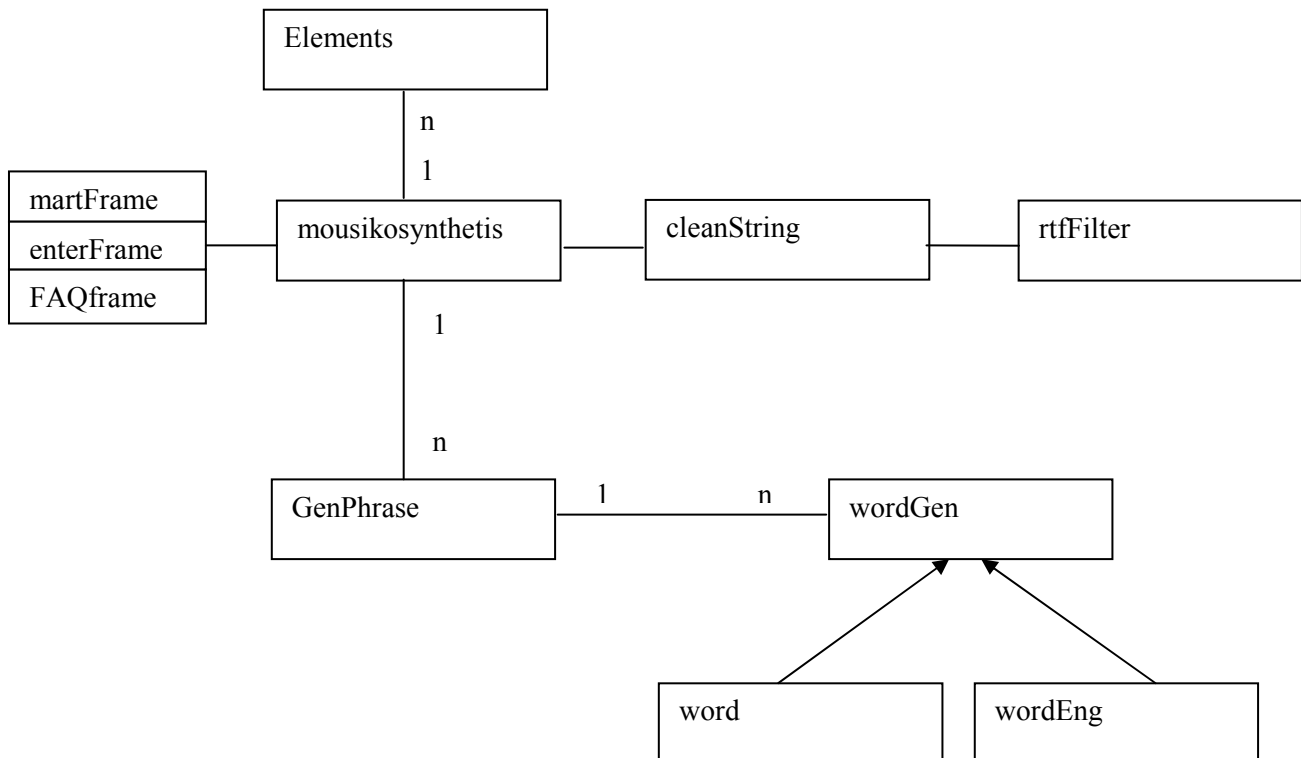 Elements
n
1
martFrame
mousikosynthetis
cleanString
rtfFilter
enterFrame
FAQframe
1
n
GenPhrase
1
n
wordGen
word
wordEng